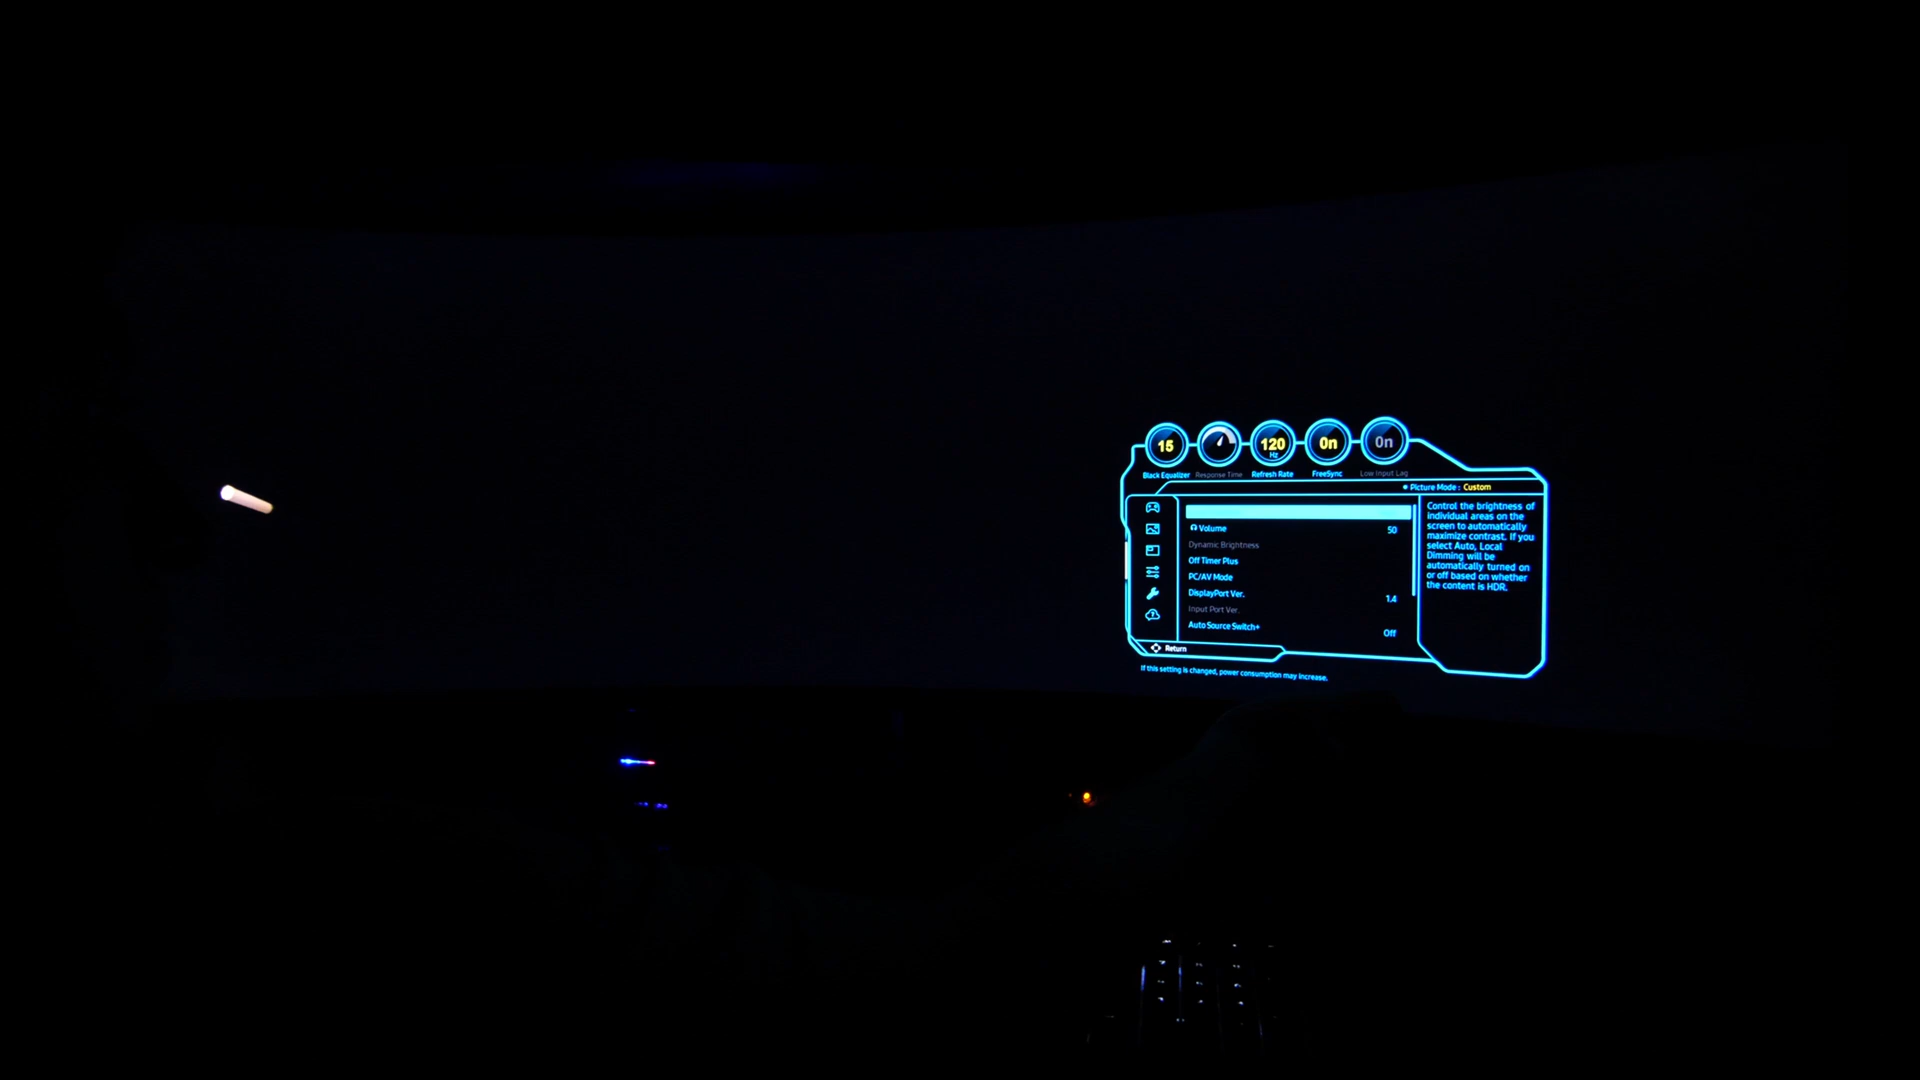 15
120
Hz
On
On
Black Equalizer
Response Time
Refresh Rate
FreeSync
Low Input Lag
Picture Mode : Custom
Volume 50
Dynamic Brightness
Off Timer Plus
PC/AV Mode
DisplayPort Ver. 1.4
Input Port Ver.
Auto Source Switch+ Off
Control the brightness of
individual areas on the
screen to automatically
maximize contrast. If you
select Auto, Local
Dimming will be
automatically turned on
or off based on whether
the content is HDR.
Return
If this setting is changed, power consumption may increase.